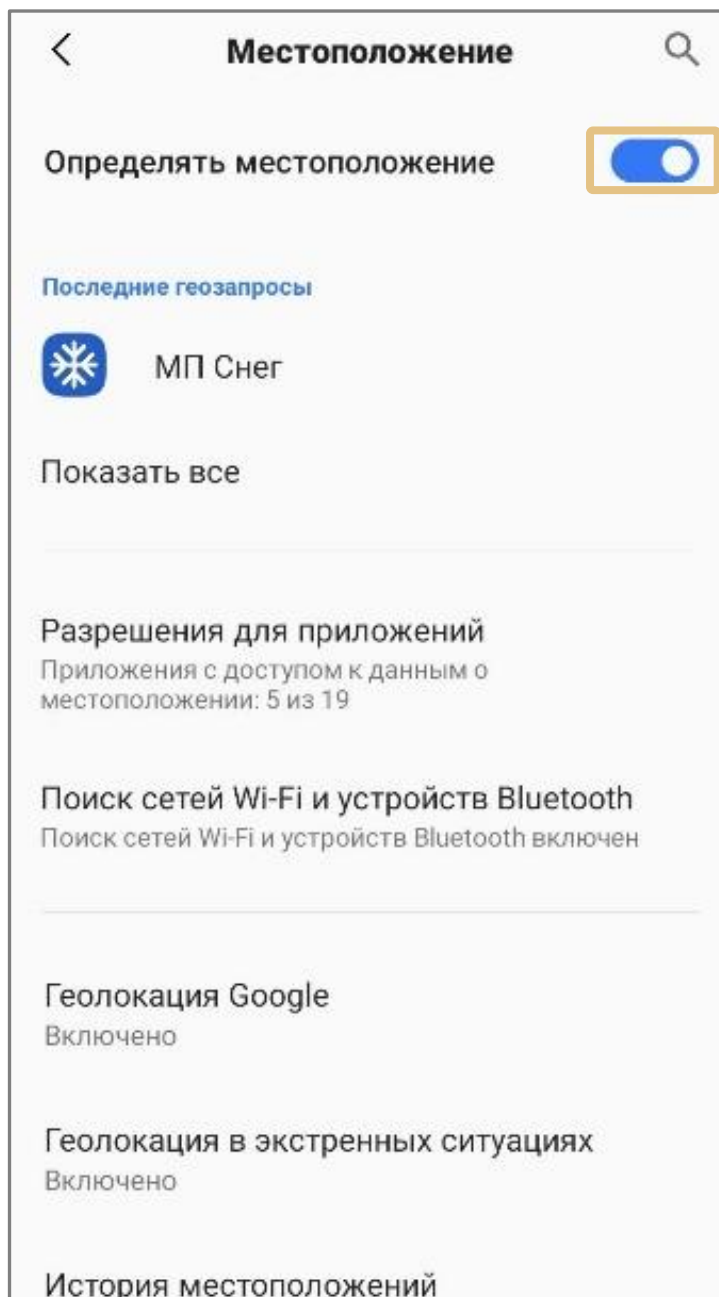 Местоположение
Определять местоположение
Последние геозапросы
МП Снег
Показать все
Разрешения для приложений
Приложения с доступом к данным о
местоположении: 5 из 19
Поиск сетей Wi-Fi и устройств Bluetooth
Поиск сетей Wi-Fi и устройств Bluetooth включен
Геолокация Google
Включено
Геолокация в экстренных ситуациях
Включено
История местоположений